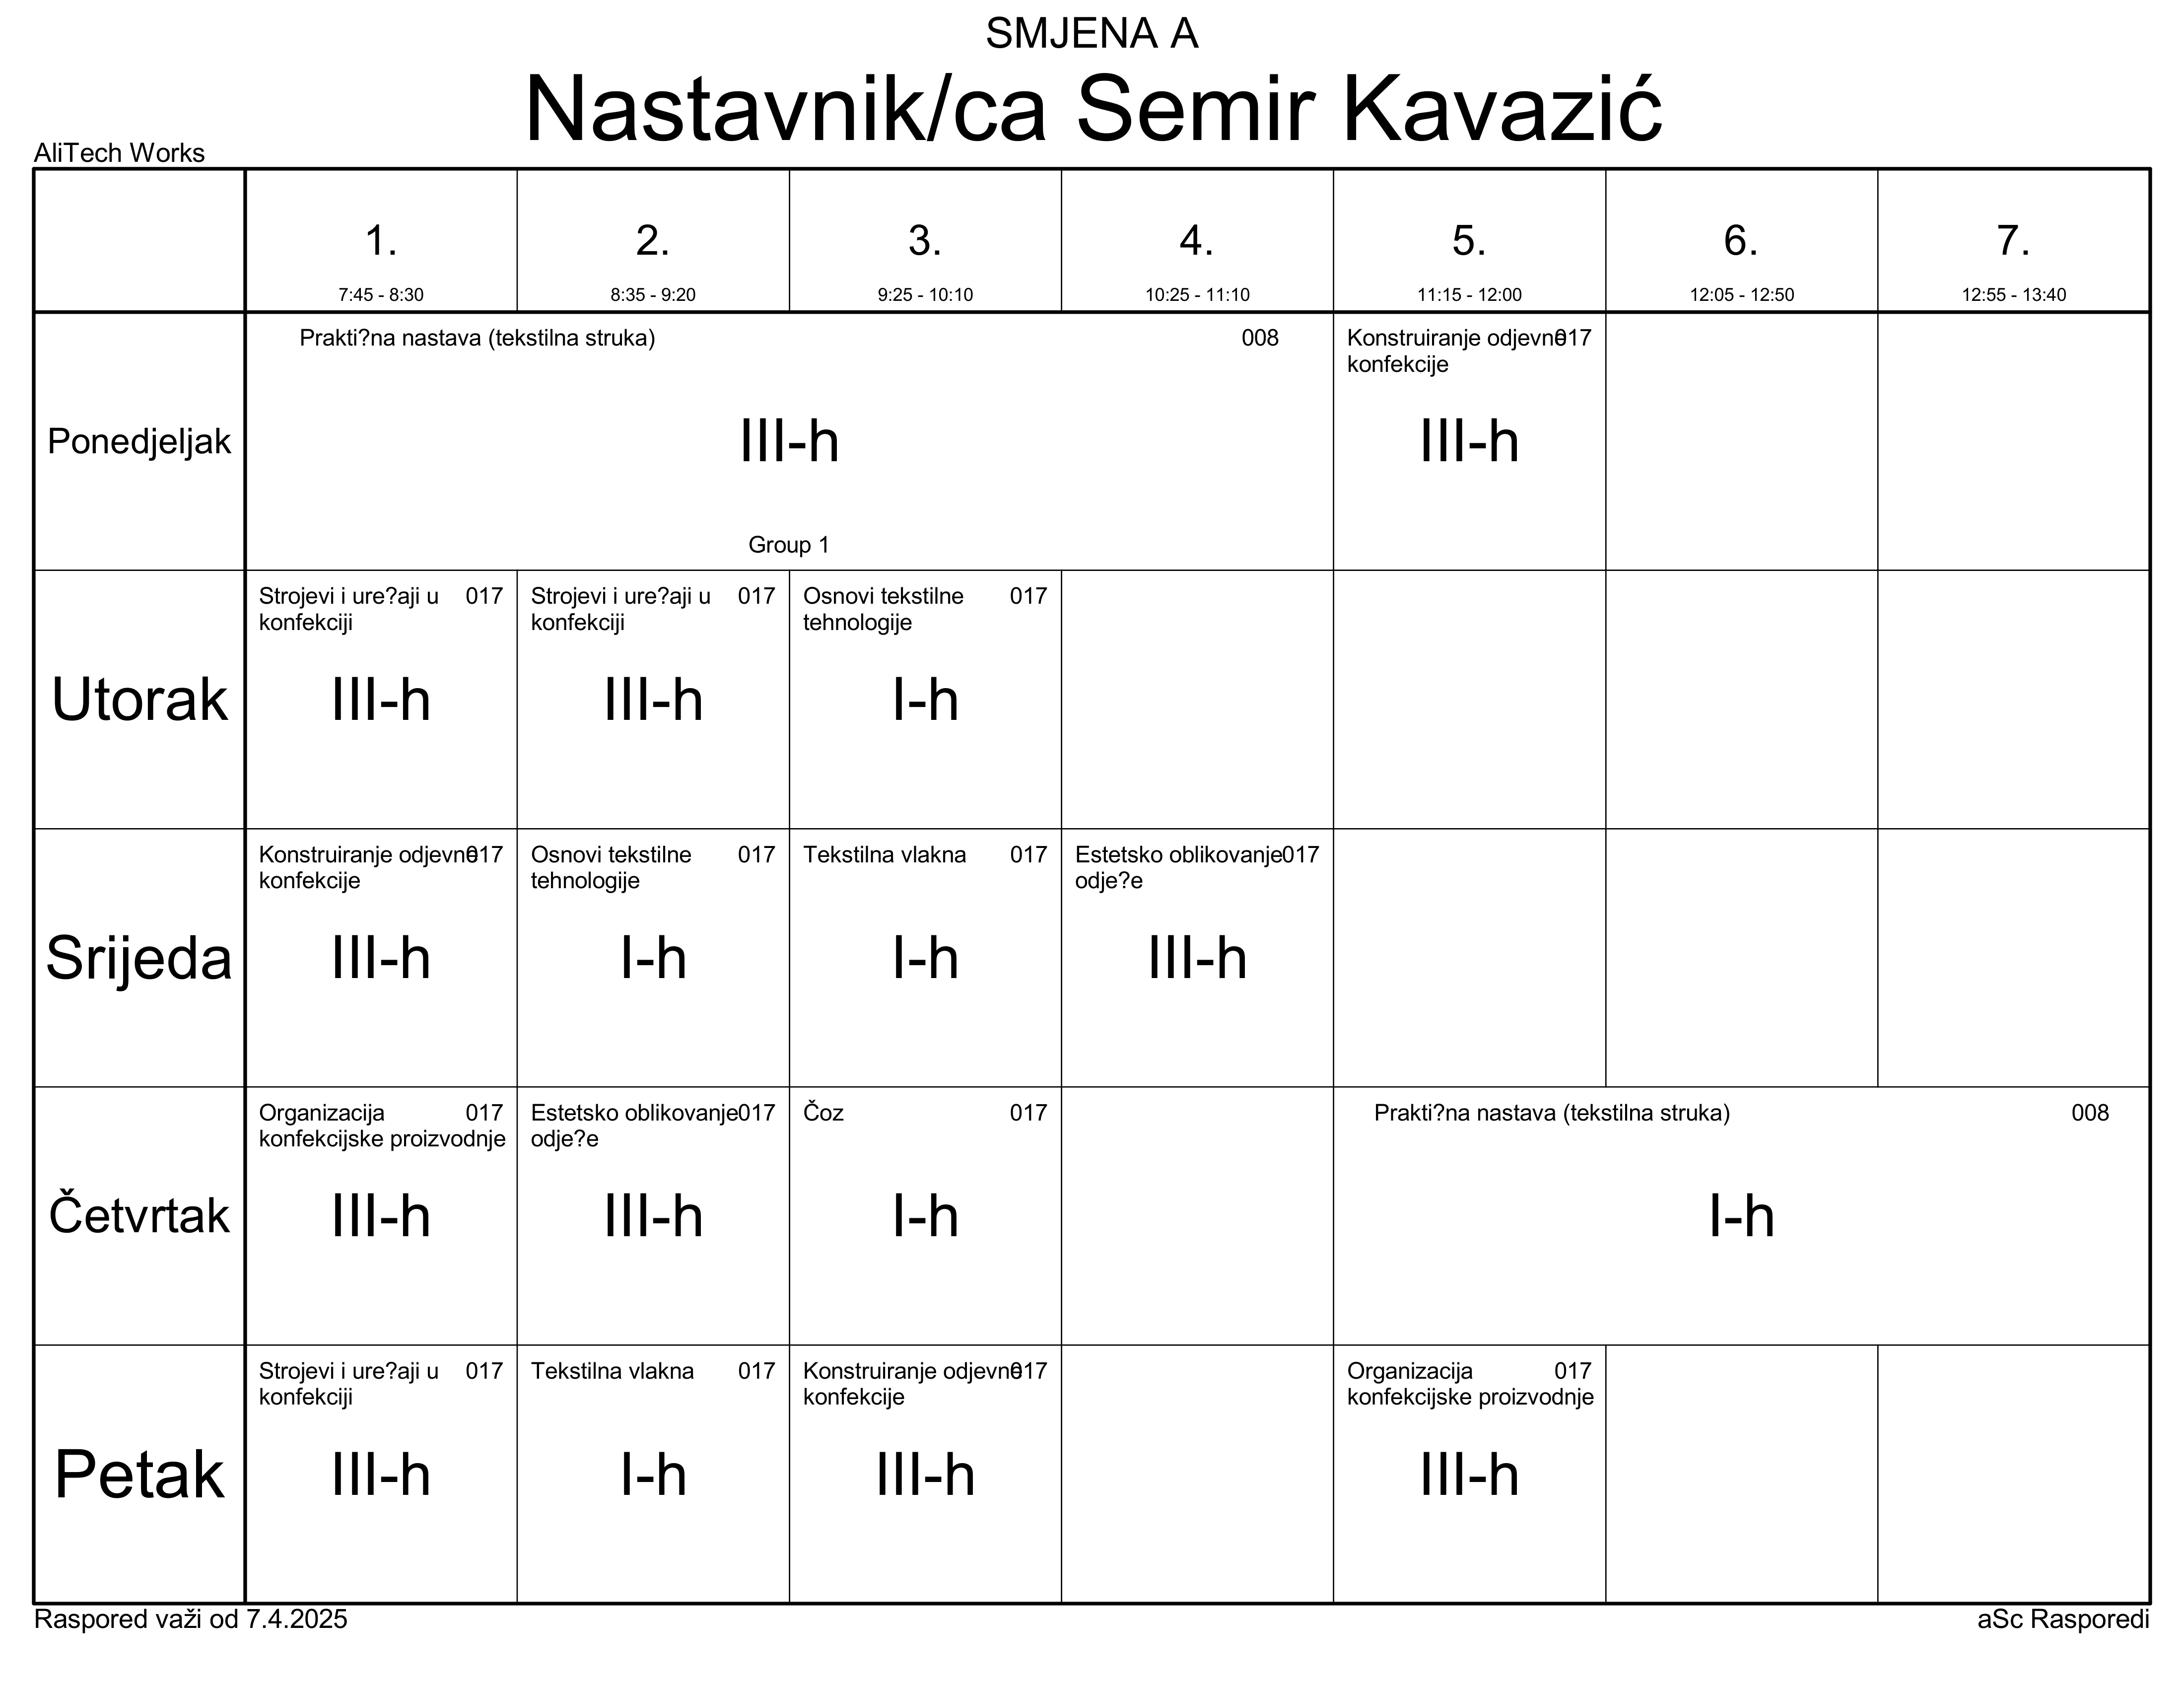 SMJENA A
Nastavnik/ca Semir Kavazić
AliTech Works
1. 2. 3. 4. 5. 6. 7.
7:45 - 8:30 8:35 - 9:20 9:25 - 10:10 10:25 - 11:10 11:15 - 12:00 12:05 - 12:50 12:55 - 13:40
Ponedjeljak
Prakti?na nastava (tekstilna struka) 008
III-h
Group 1
Konstruiranje odjevne 017
konfekcije
III-h
Utorak
Strojevi i ure?aji u 017
konfekciji
III-h
Strojevi i ure?aji u 017
konfekciji
III-h
Osnovi tekstilne 017
tehnologije
I-h
Srijeda
Konstruiranje odjevne 017
konfekcije
III-h
Osnovi tekstilne 017
tehnologije
I-h
Tekstilna vlakna 017
I-h
Estetsko oblikovanje 017
odje?e
III-h
Četvrtak
Organizacija 017
konfekcijske proizvodnje
III-h
Estetsko oblikovanje 017
odje?e
III-h
Čoz 017
I-h
Prakti?na nastava (tekstilna struka) 008
I-h
Petak
Strojevi i ure?aji u 017
konfekciji
III-h
Tekstilna vlakna 017
I-h
Konstruiranje odjevne 017
konfekcije
III-h
Organizacija 017
konfekcijske proizvodnje
III-h
Raspored važi od 7.4.2025
aSc Rasporedi